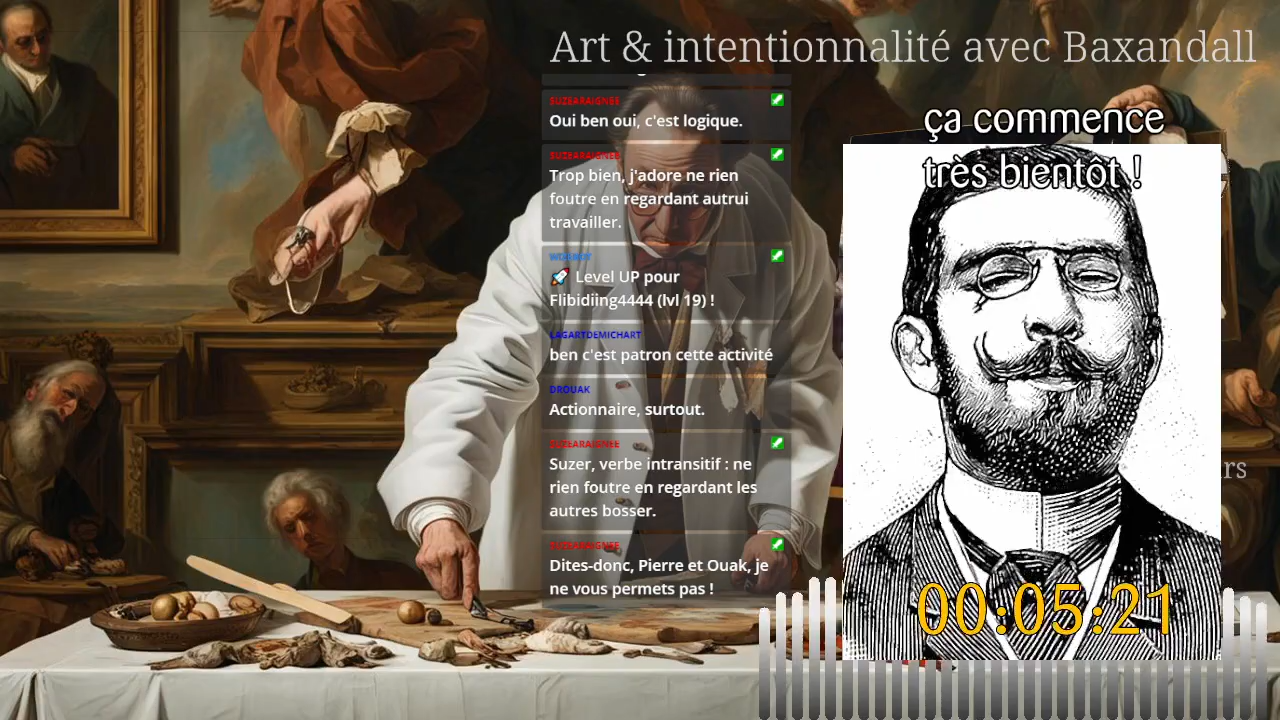 Art & intentionnalité avec Baxandall
SUZEARAIGNEE
Oui ben oui, c'est logique.
SUZEARAIGNEE
Trop bien, j'adore ne rien
foutre en regardant autrui
travailler.
🚀 Level UP pour
Flibidiing4444 (lvl 19) !
LAGARTDEMICHART
ben c'est patron cette activité
DROUAK
Actionnaire, surtout.
SUZEARAIGNEE
Suzer, verbe intransitif : ne
rien foutre en regardant les
autres bosser.
SUZEARAIGNEE
Dites-donc, Pierre et Ouak, je
ne vous permets pas !
ça commence
très bientôt !
rs
00:05:21